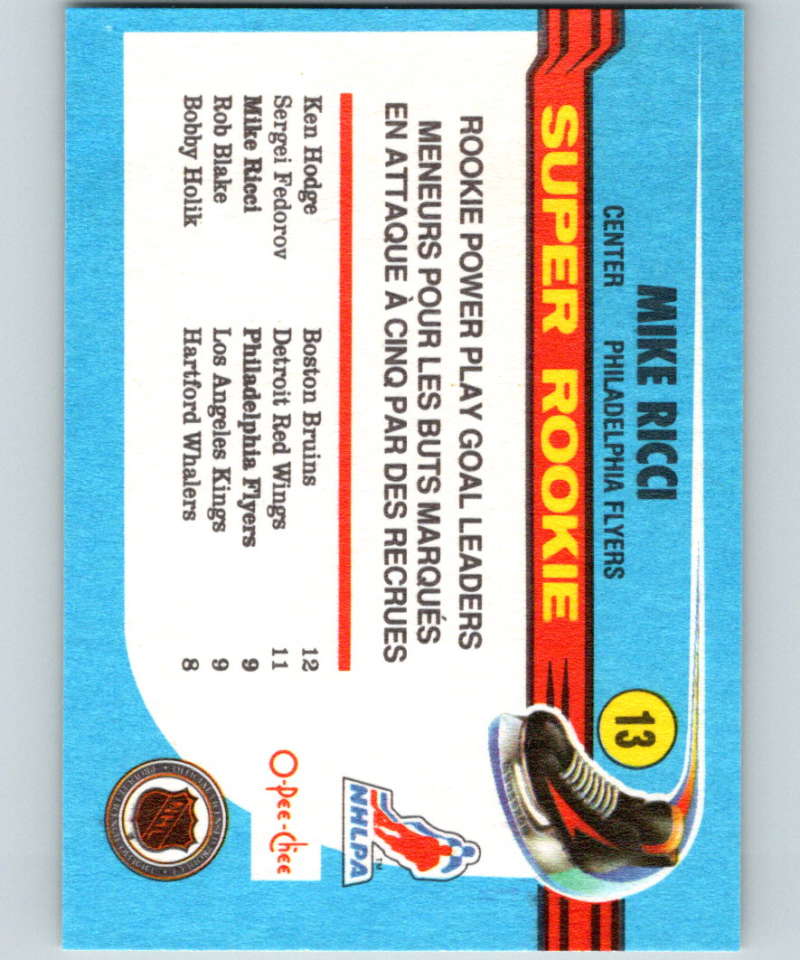 MIKE RICCI
CENTER PHILADELPHIA FLYERS
13
SUPER ROOKIE
ROOKIE POWER PLAY GOAL LEADERS
MENEURS POUR LES BUTS MARQUÉS
EN ATTAQUE À CINQ PAR DES RECRUES
Ken Hodge Boston Bruins 12
Sergei Fedorov Detroit Red Wings 11
Mike Ricci Philadelphia Flyers 9
Rob Blake Los Angeles Kings 9
Bobby Holik Hartford Whalers 8
NHLPA
TM
O-Pee-Chee
NHL